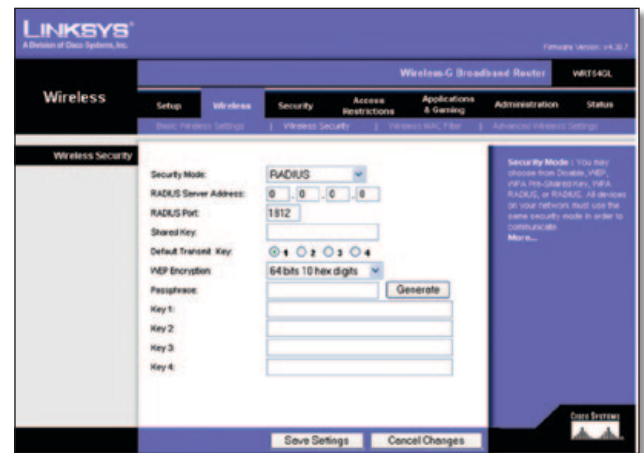 LINKSYS®
A Division of Cisco Systems, Inc.
Firmware Version: v4.30.7
Wireless-G Broadband Router WRT54GL
Wireless
Setup Wireless Security Access Restrictions Applications & Gaming Administration Status
Basic Wireless Settings | Wireless Security | Wireless MAC Filter | Advanced Wireless Settings
Wireless Security
Security Mode: RADIUS
RADIUS Server Address: 0 . 0 . 0 . 0
RADIUS Port: 1812
Shared Key:
Default Transmit Key: 1 2 3 4
WEP Encryption: 64 bits 10 hex digits
Passphrase: Generate
Key 1:
Key 2:
Key 3:
Key 4:
Security Mode : You may
choose from Disable, WEP,
WPA Pre-Shared Key, WPA
RADIUS, or RADIUS. All devices
on your network must use the
same security mode in order to
communicate.
More...
Save Settings Cancel Changes
CISCO SYSTEMS